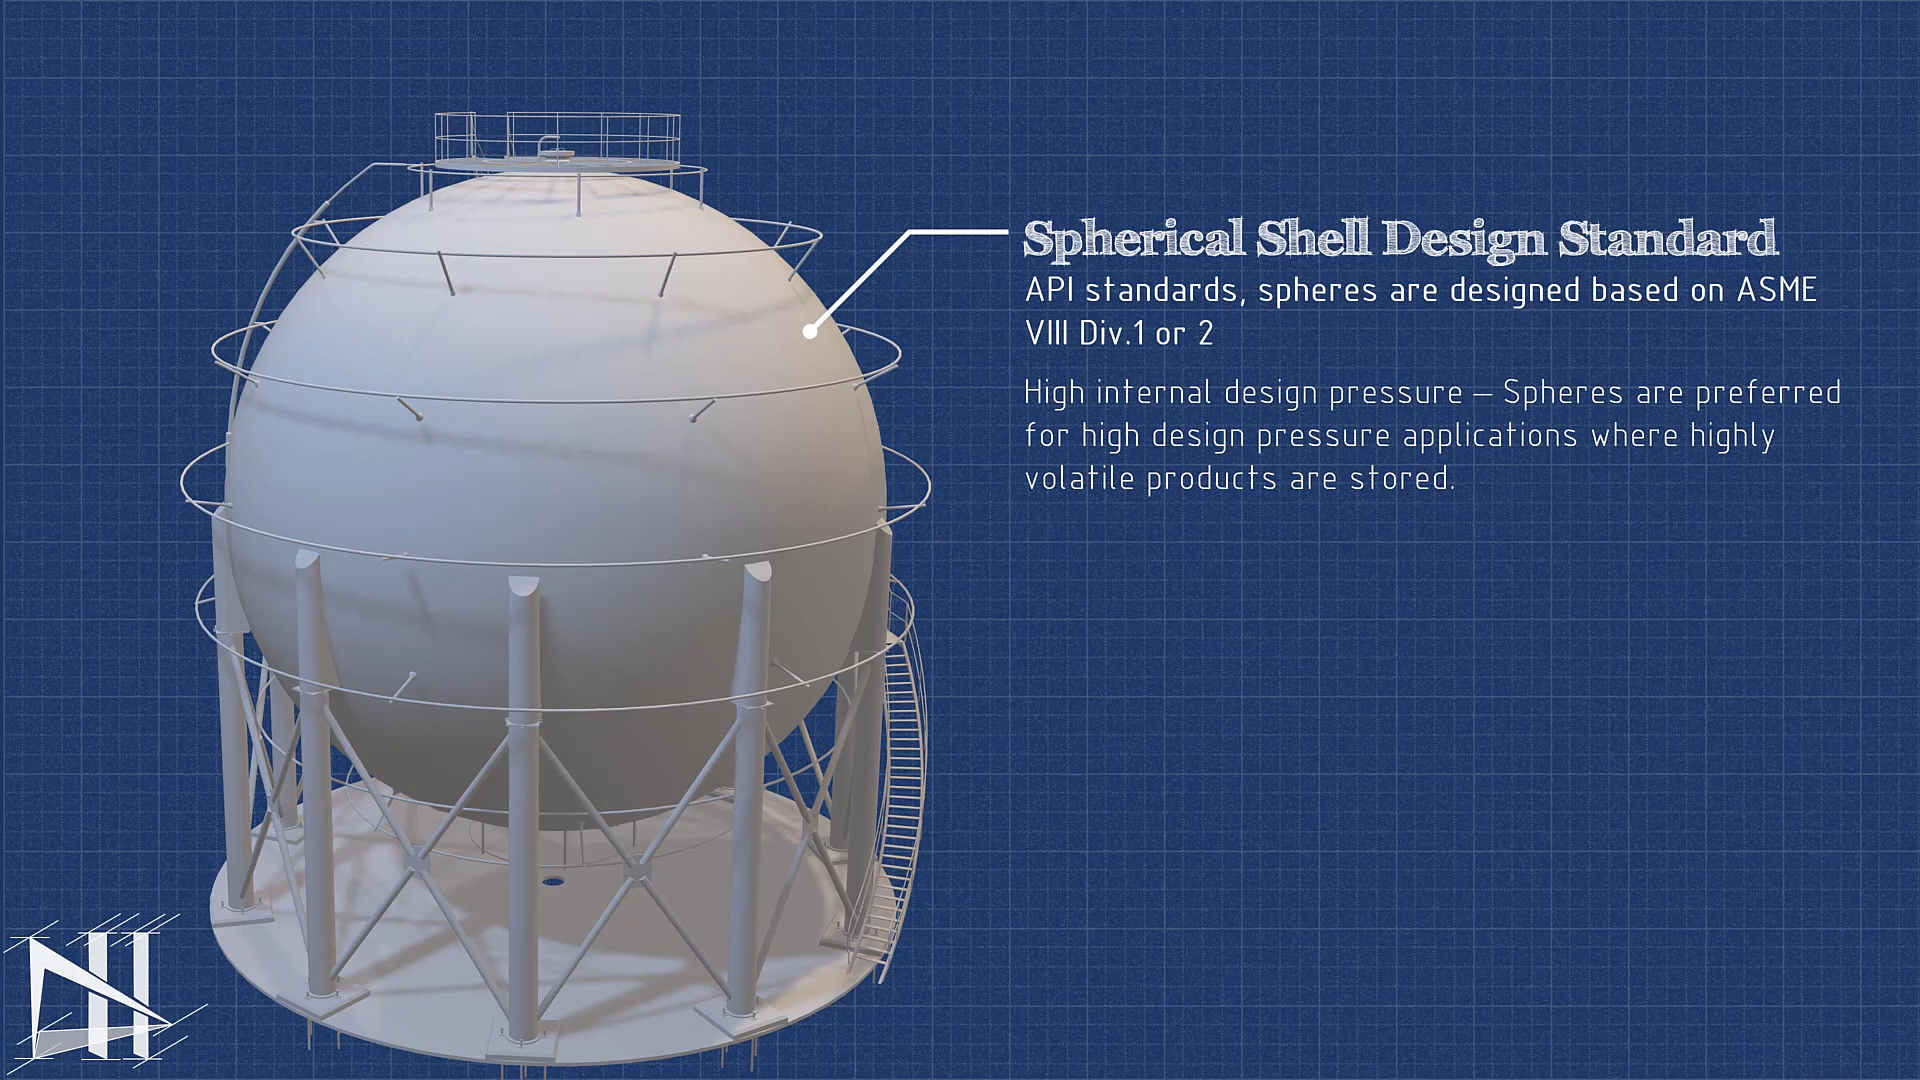 Spherical Shell Design Standard
API standards, spheres are designed based on ASME
VIII Div.1 or 2
High internal design pressure – Spheres are preferred
for high design pressure applications where highly
volatile products are stored.